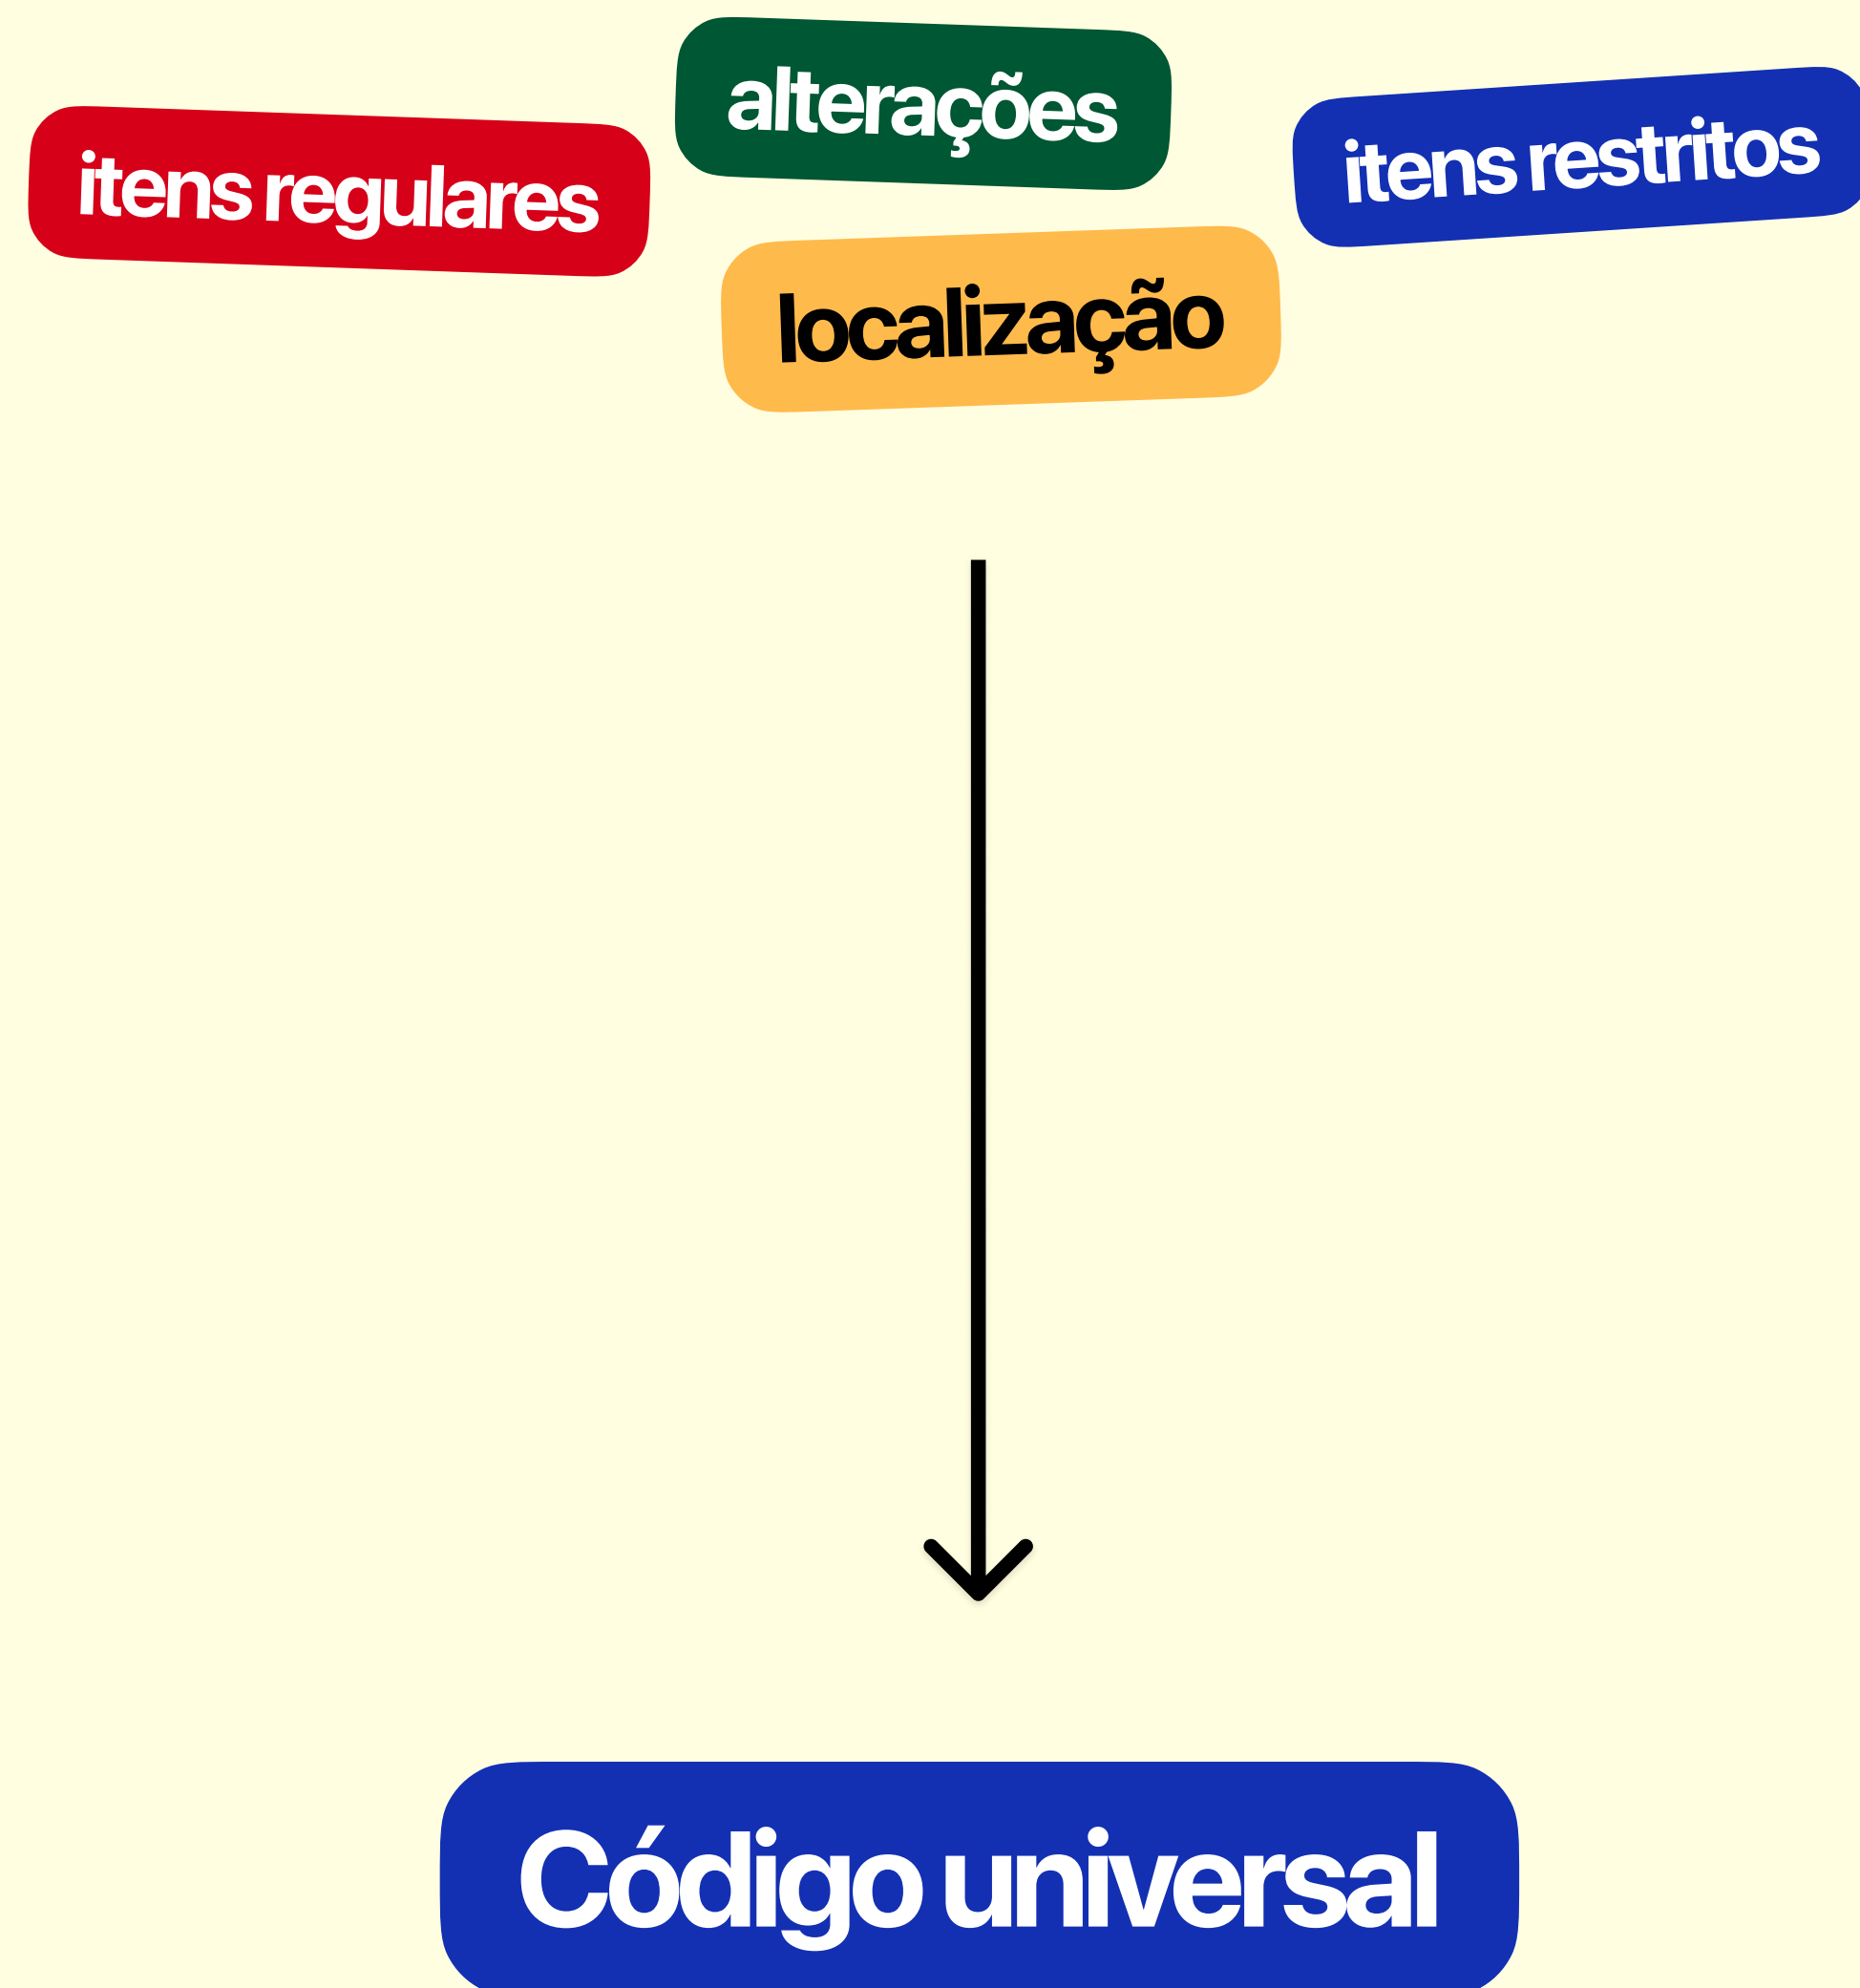 alterações
itens regulares
itens restritos
localização
Código universal